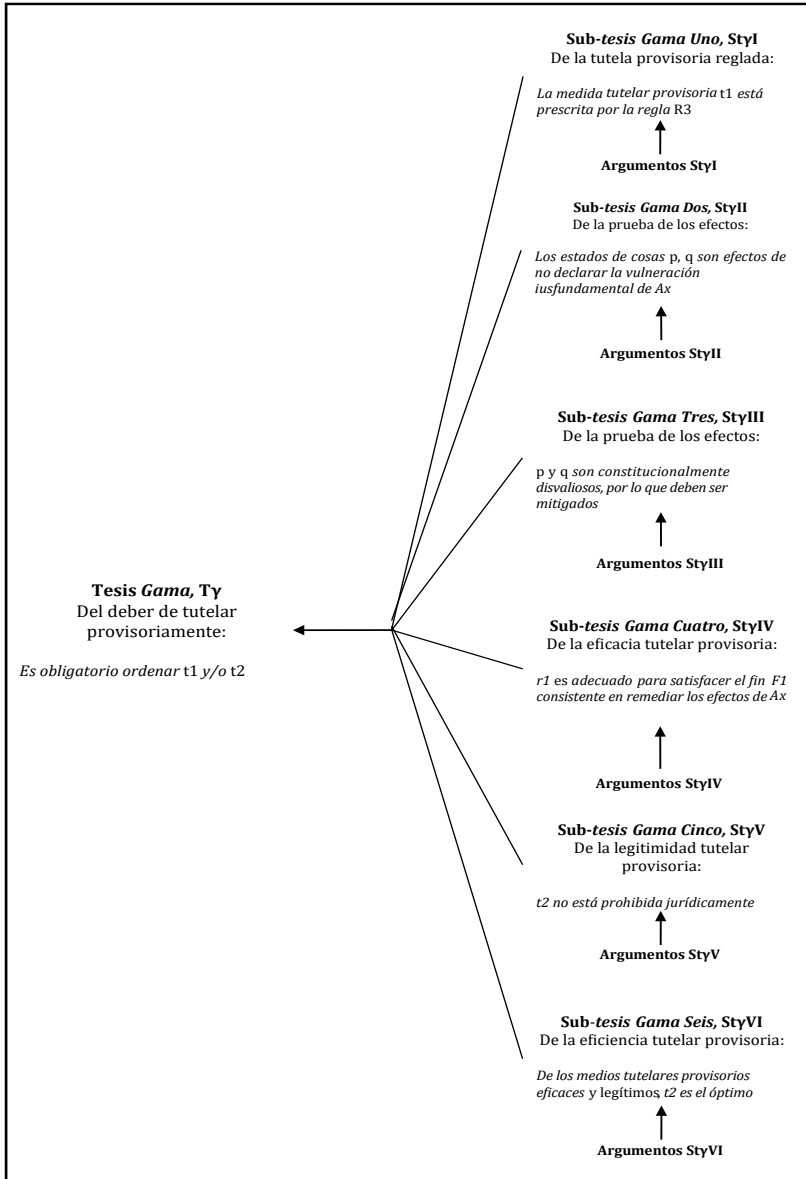 Sub-tesis Gama Uno, StγI
De la tutela provisoria reglada:
La medida tutelar provisoria t1 está
prescrita por la regla R3
Argumentos StγI
Sub-tesis Gama Dos, StγII
De la prueba de los efectos:
Los estados de cosas p, q son efectos de
no declarar la vulneración
iusfundamental de Ax
Argumentos StγII
Sub-tesis Gama Tres, StγIII
De la prueba de los efectos:
p y q son constitucionalmente
disvaliosos, por lo que deben ser
mitigados
Argumentos StγIII
Tesis Gama, Tγ
Del deber de tutelar
provisoriamente:
Es obligatorio ordenar t1 y/o t2
Sub-tesis Gama Cuatro, StγIV
De la eficacia tutelar provisoria:
r1 es adecuado para satisfacer el fin F1
consistente en remediar los efectos de Ax
Argumentos StγIV
Sub-tesis Gama Cinco, StγV
De la legitimidad tutelar
provisoria:
t2 no está prohibida jurídicamente
Argumentos StγV
Sub-tesis Gama Seis, StγVI
De la eficiencia tutelar provisoria:
De los medios tutelares provisorios
eficaces y legítimos, t2 es el óptimo
Argumentos StγVI